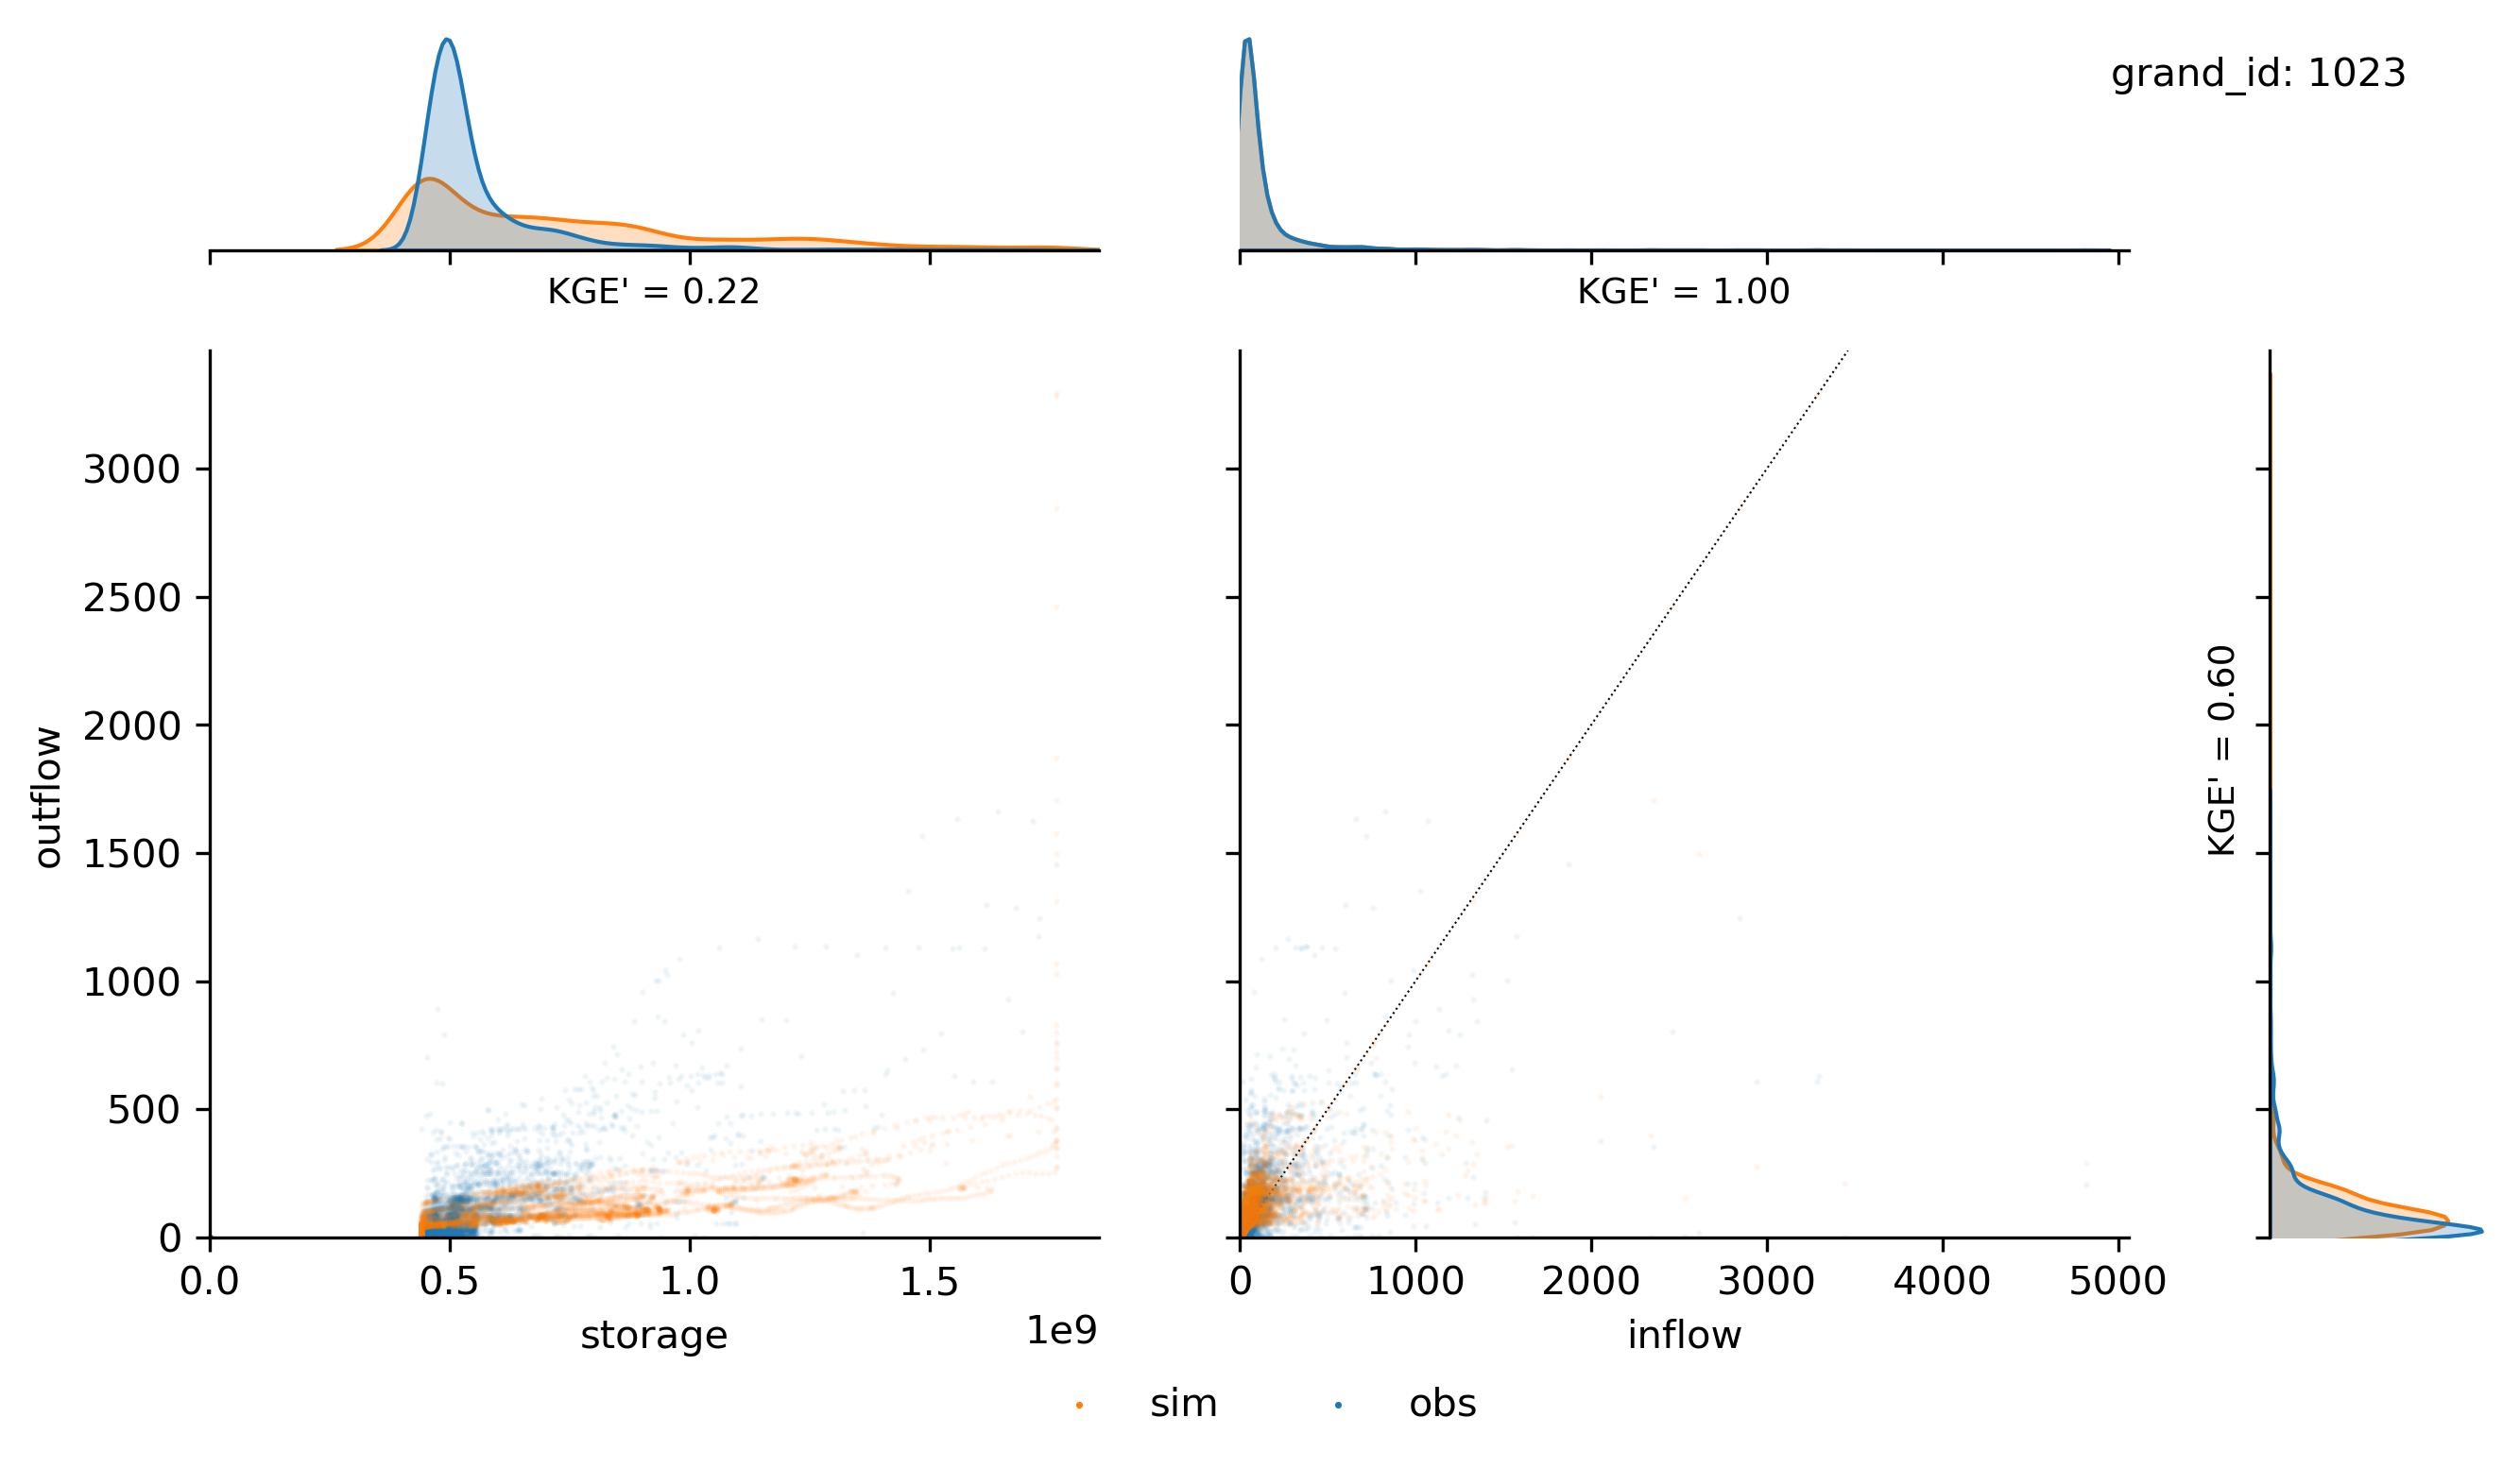 grand_id: 1023
KGE' = 0.22
KGE' = 1.00
outflow
3000
2500
2000
1500
1000
500
0
KGE' = 0.60
0.0 0.5 1.0 1.5
storage
1e9
0 1000 2000 3000 4000 5000
inflow
sim obs